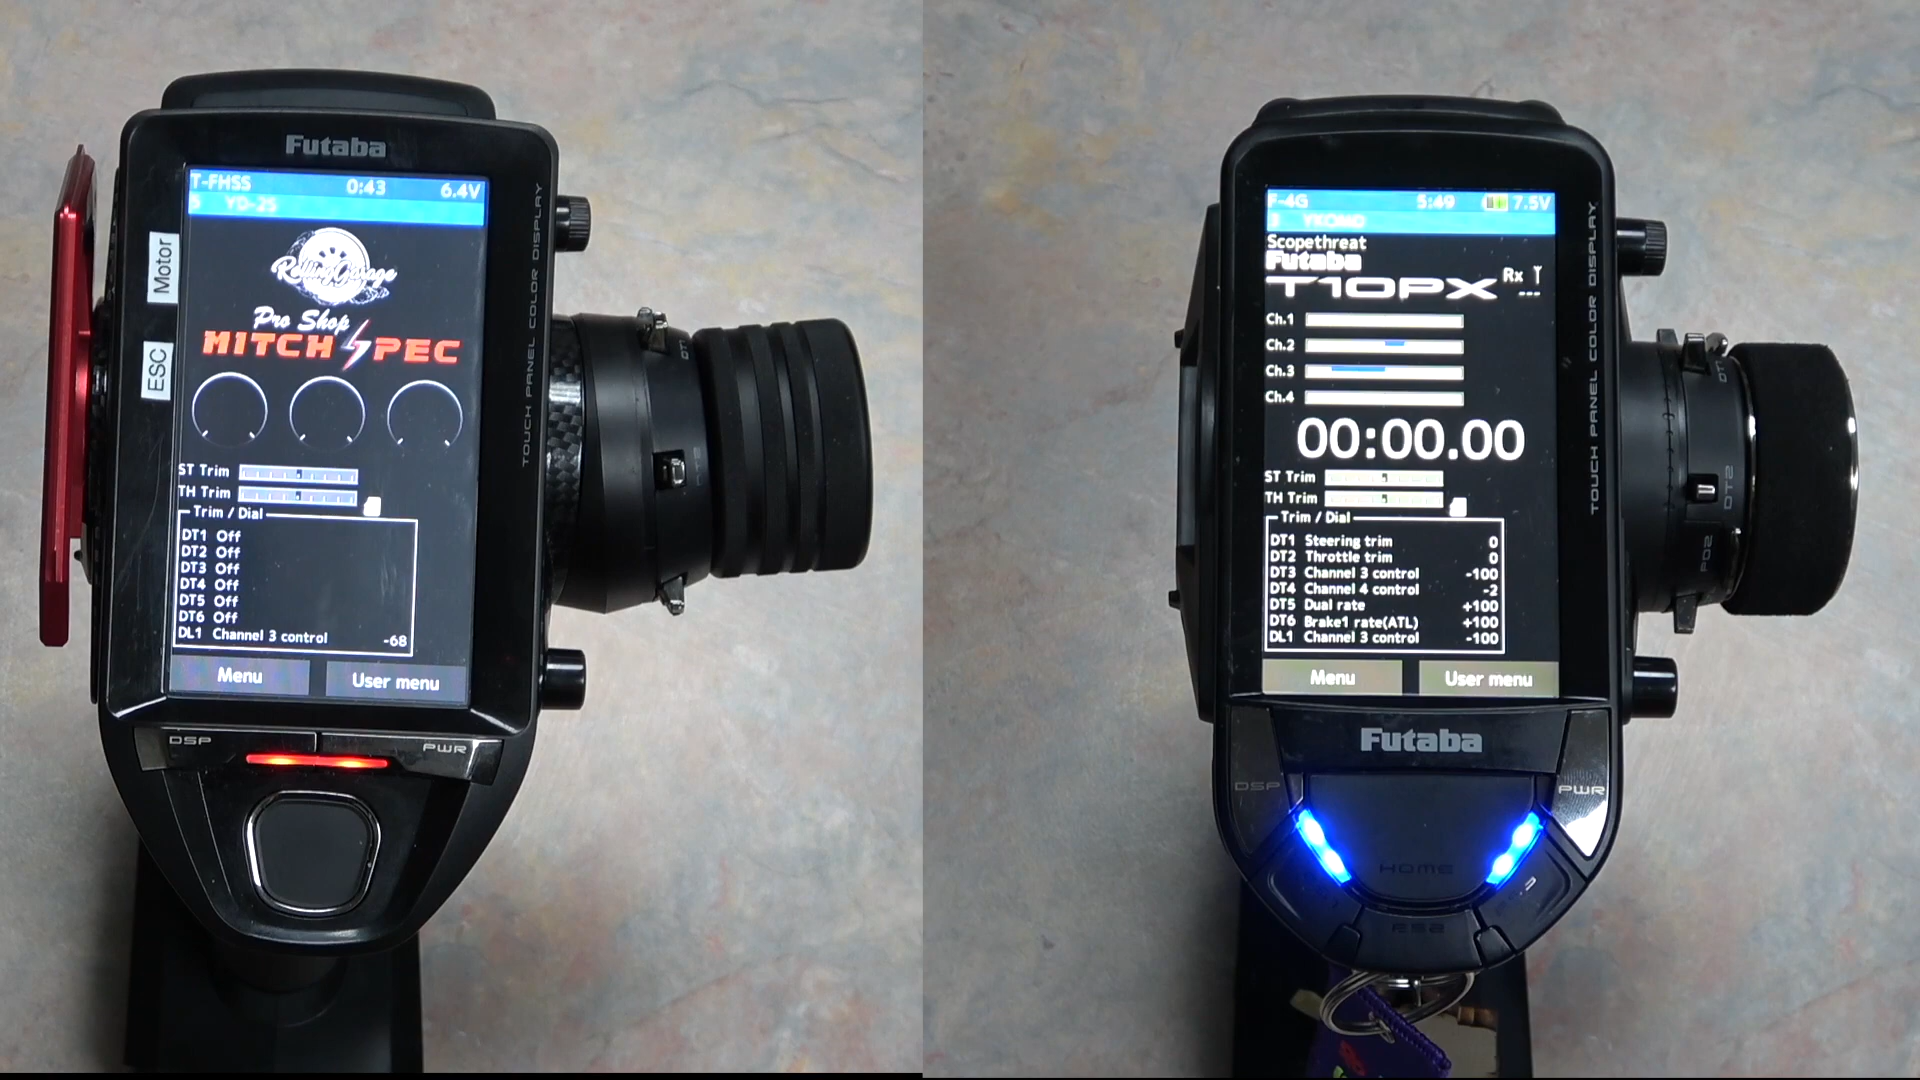 Futaba
T-FHSS 0:43 6.4V
5 YD-2S
Rolling Garage
Pro Shop
MITCH SPEC
Motor
ESC
ST Trim
TH Trim
Trim / Dial
DT1 Off
DT2 Off
DT3 Off
DT4 Off
DT5 Off
DT6 Off
DL1 Channel 3 control -68
Menu User menu
TOUCH PANEL COLOR DISPLAY
DT1
DSP PWR
F-4G 5:49 7.5V
Scopethreat
Futaba
T10PX
Rx
---
Ch.1
Ch.2
Ch.3
Ch.4
00:00.00
ST Trim
TH Trim
Trim / Dial
DT1 Steering trim 0
DT2 Throttle trim 0
DT3 Channel 3 control -100
DT4 Channel 4 control -2
DT5 Dual rate +100
DT6 Brake1 rate(ATL) +100
DL1 Channel 3 control -100
Menu User menu
TOUCH PANEL COLOR DISPLAY
DT1
DT2
PD2
Futaba
DSP PWR
HOME